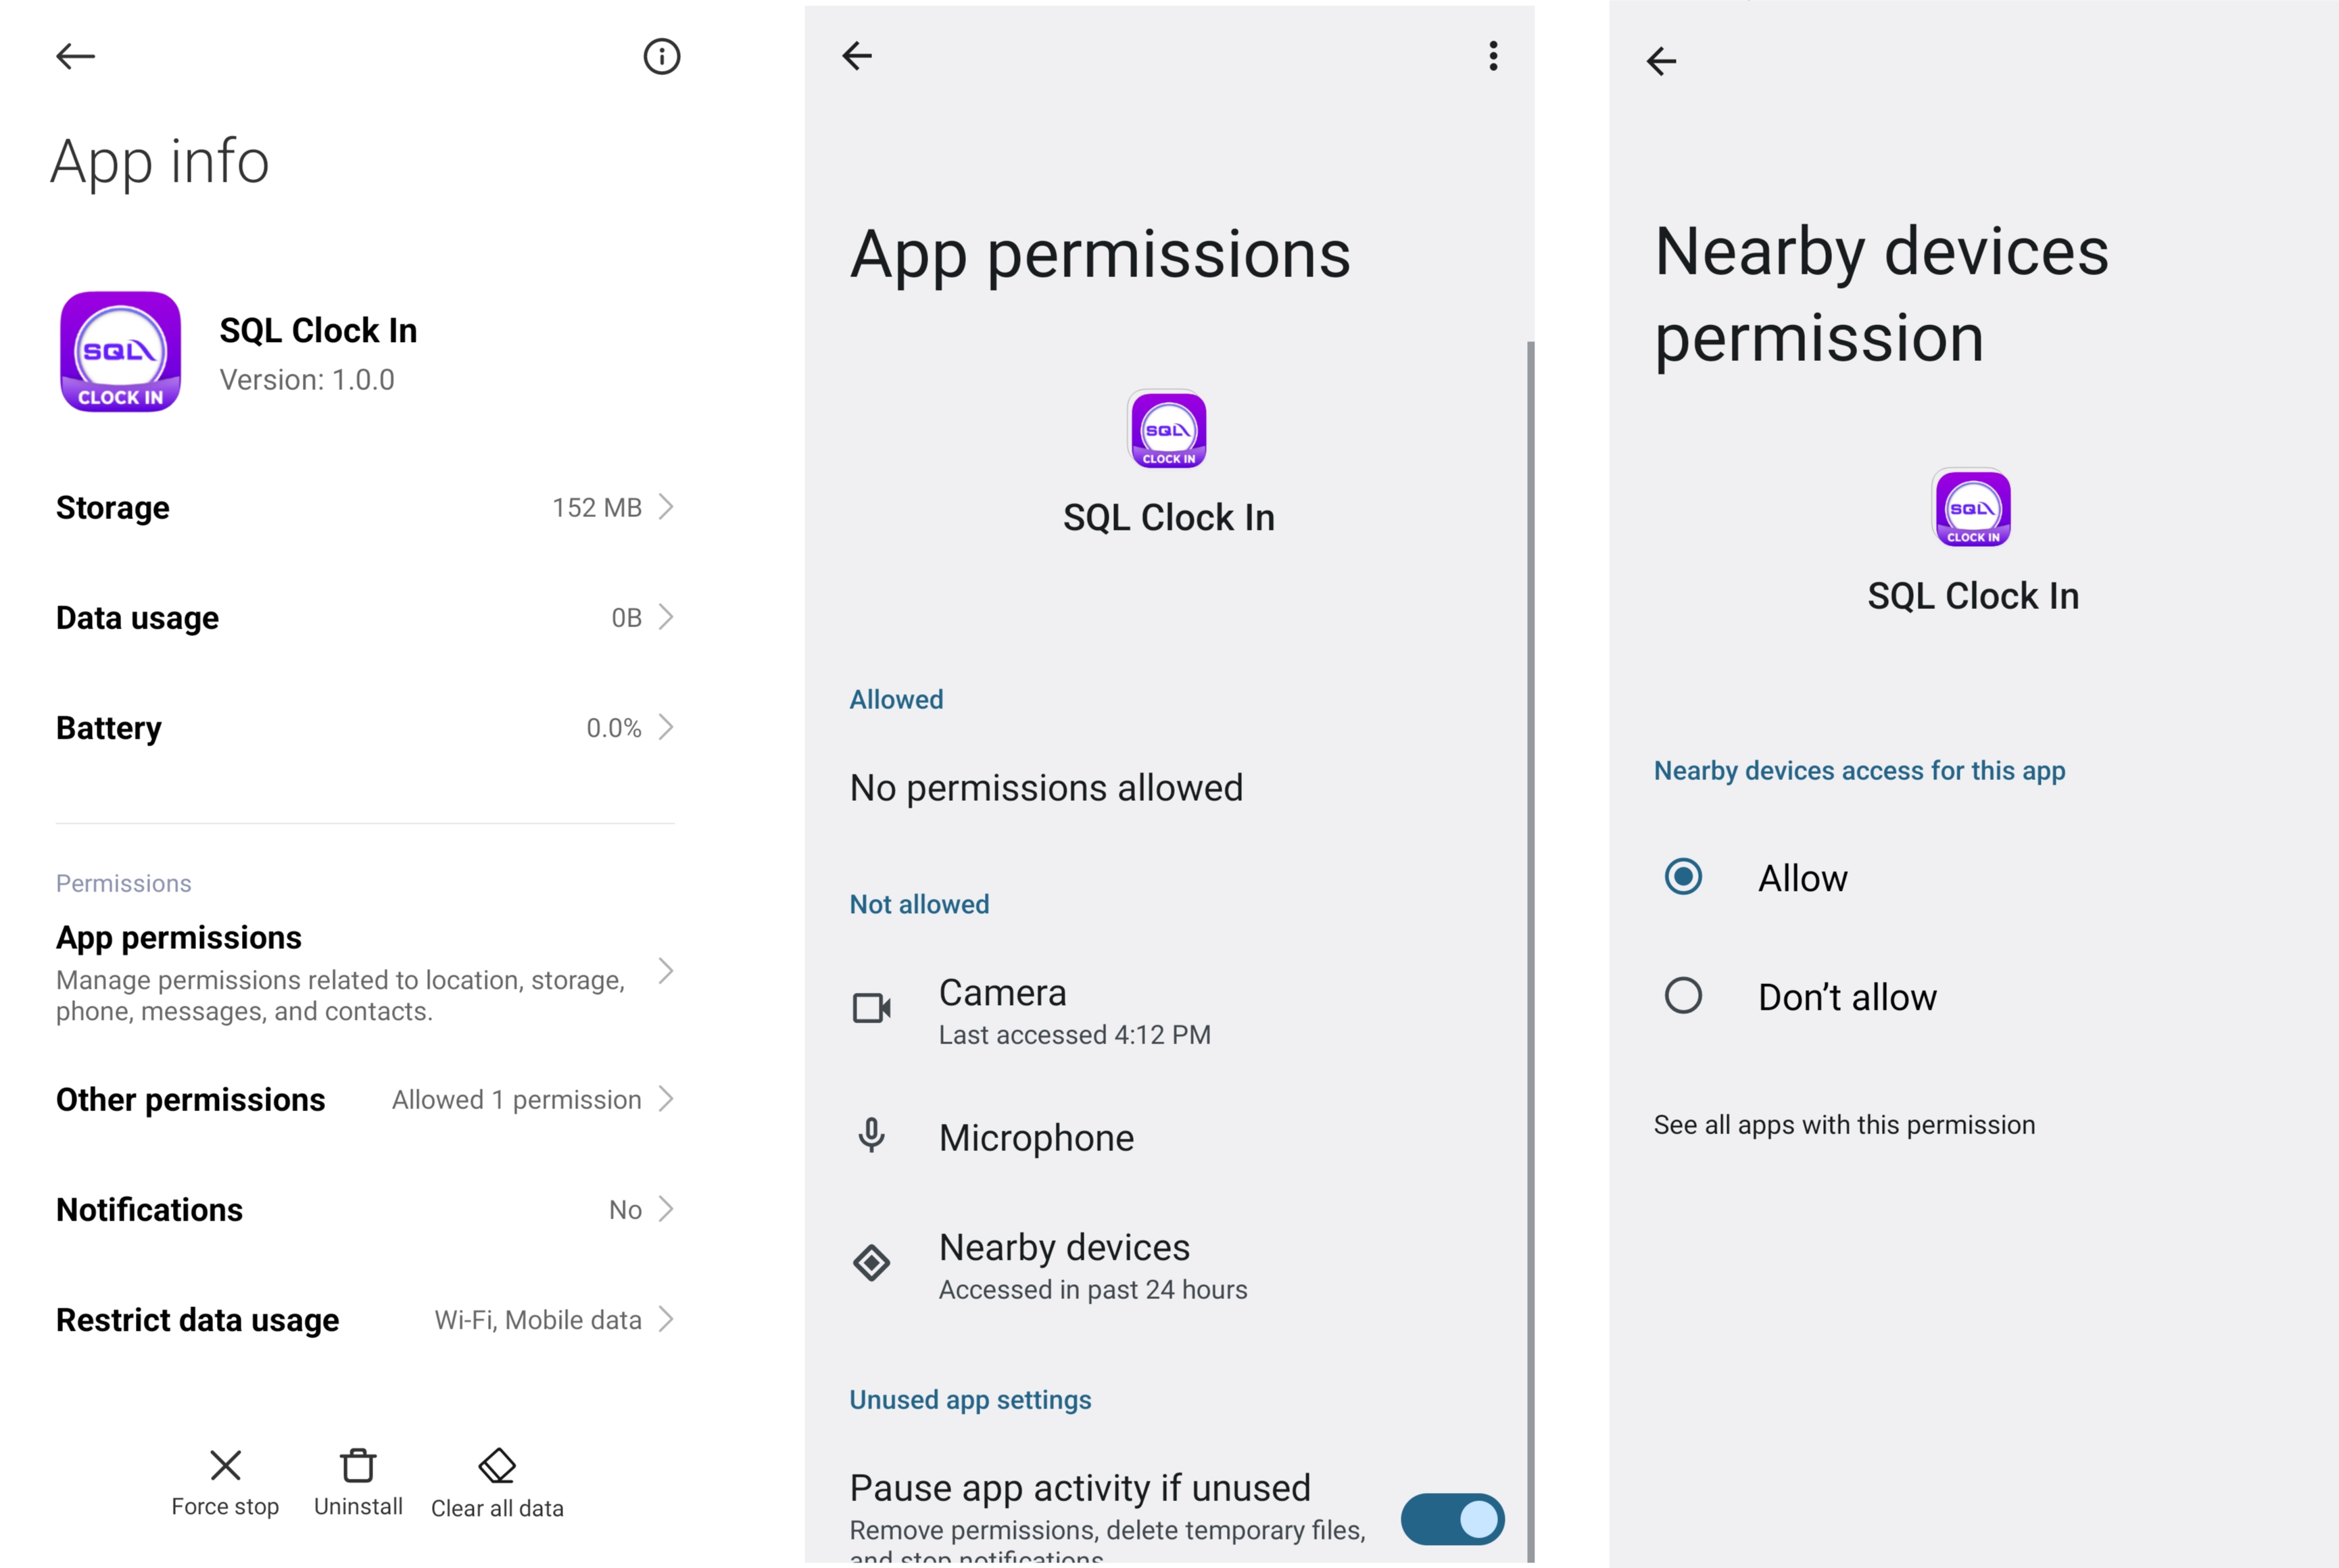 App info
SQL
CLOCK IN
SQL Clock In
Version: 1.0.0
Storage 152 MB
Data usage 0B
Battery 0.0%
Permissions
App permissions
Manage permissions related to location, storage,
phone, messages, and contacts.
Other permissions Allowed 1 permission
Notifications No
Restrict data usage Wi-Fi, Mobile data
Force stop Uninstall Clear all data
App permissions
SQL
CLOCK IN
SQL Clock In
Allowed
No permissions allowed
Not allowed
Camera
Last accessed 4:12 PM
Microphone
Nearby devices
Accessed in past 24 hours
Unused app settings
Pause app activity if unused
Remove permissions, delete temporary files,
and stop notifications
Nearby devices
permission
SQL
CLOCK IN
SQL Clock In
Nearby devices access for this app
Allow
Don’t allow
See all apps with this permission